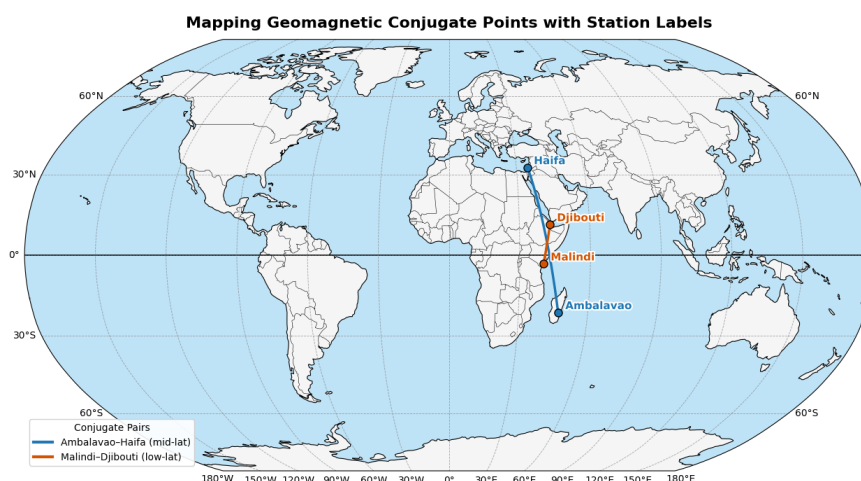 Mapping Geomagnetic Conjugate Points with Station Labels
60°N
60°N
Haifa
30°N
30°N
Djibouti
0°
Malindi
0°
Ambalavao
30°S
30°S
60°S
60°S
Conjugate Pairs
Ambalavao–Haifa (mid-lat)
Malindi–Djibouti (low-lat)
180°W 150°W 120°W 90°W 60°W 30°W 0° 30°E 60°E 90°E 120°E 150°E 180°E